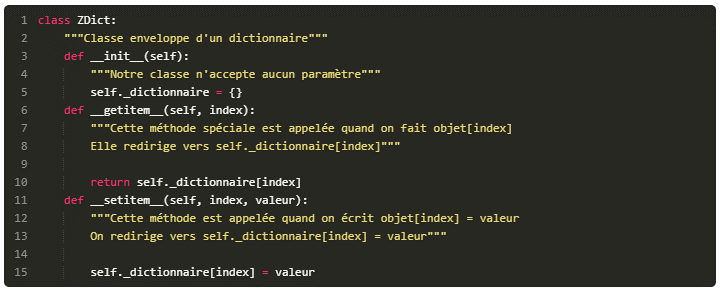 1 class ZDict:
2     """Classe enveloppe d'un dictionnaire"""
3     def __init__(self):
4         """Notre classe n'accepte aucun paramètre"""
5         self._dictionnaire = {}
6     def __getitem__(self, index):
7         """Cette méthode spéciale est appelée quand on fait objet[index]
8         Elle redirige vers self._dictionnaire[index]"""
9
10         return self._dictionnaire[index]
11     def __setitem__(self, index, valeur):
12         """Cette méthode est appelée quand on écrit objet[index] = valeur
13         On redirige vers self._dictionnaire[index] = valeur"""
14
15         self._dictionnaire[index] = valeur